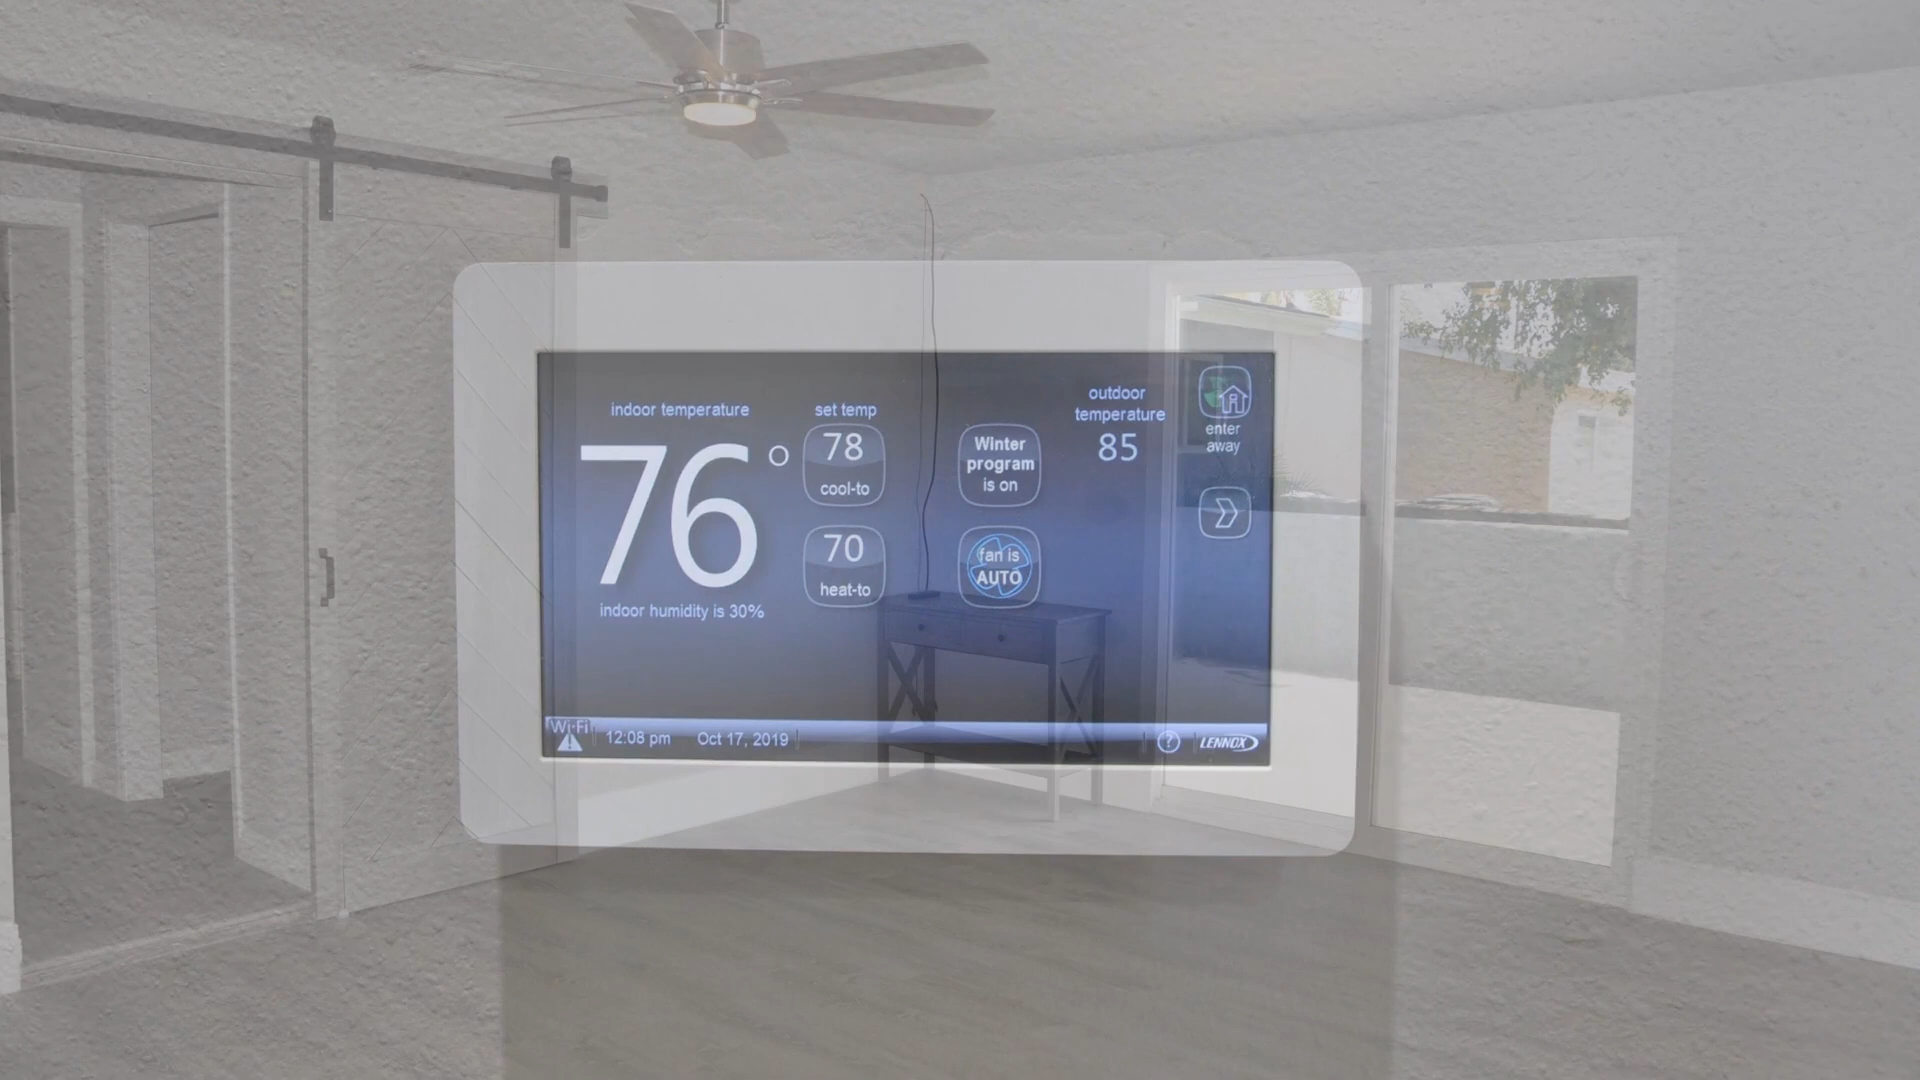 indoor temperature
76°
indoor humidity is 30%
set temp
78
cool-to
70
heat-to
Winter
program
is on
fan is
AUTO
outdoor
temperature
85
enter
away
Wi-Fi
12:08 pm
Oct 17, 2019
?
LENNOX